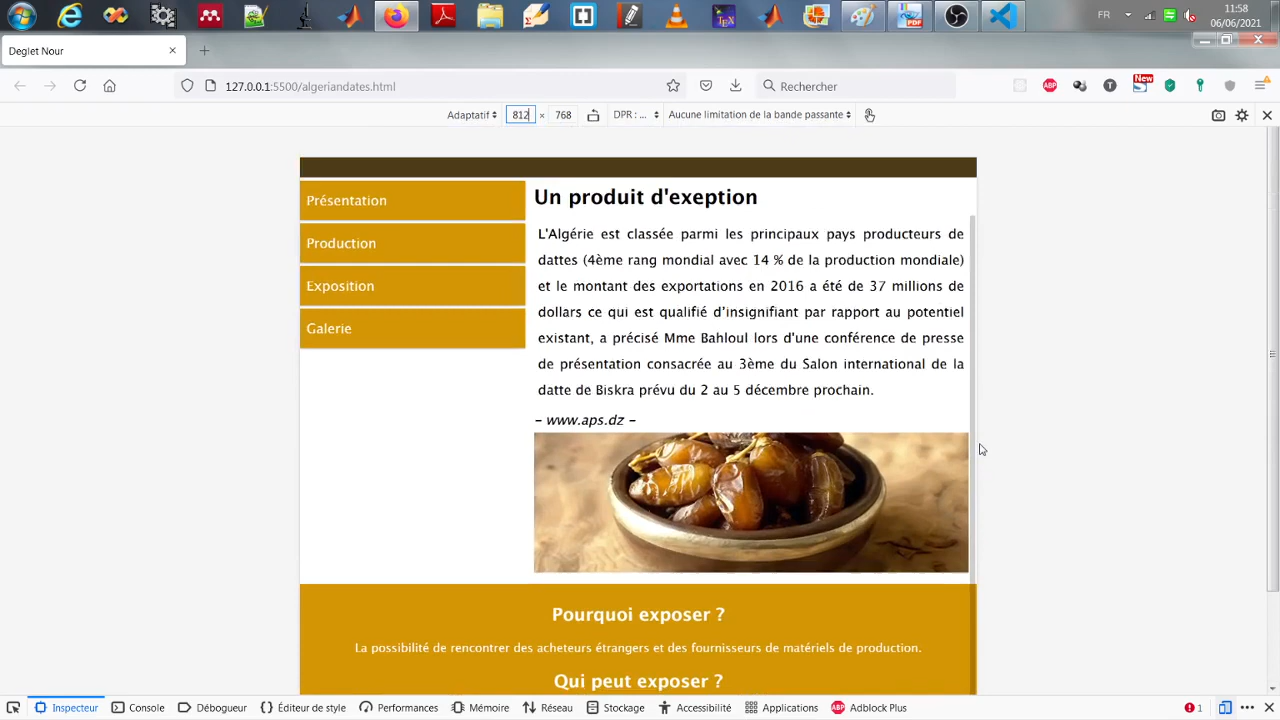 FR
11:58
06/06/2021
Deglet Nour
127.0.0.1:5500/algeriandates.html
Rechercher
ABP
T
New
Adaptatif
812
×
768
DPR : ...
Aucune limitation de la bande passante
Présentation
Production
Exposition
Galerie
Un produit d'exeption
L'Algérie est classée parmi les principaux pays producteurs de
dattes (4ème rang mondial avec 14 % de la production mondiale)
et le montant des exportations en 2016 a été de 37 millions de
dollars ce qui est qualifié d’insignifiant par rapport au potentiel
existant, a précisé Mme Bahloul lors d'une conférence de presse
de présentation consacrée au 3ème du Salon international de la
datte de Biskra prévu du 2 au 5 décembre prochain.
– www.aps.dz –
Pourquoi exposer ?
La possibilité de rencontrer des acheteurs étrangers et des fournisseurs de matériels de production.
Qui peut exposer ?
Inspecteur
Console
Débogueur
Éditeur de style
Performances
Mémoire
Réseau
Stockage
Accessibilité
Applications
ABP
Adblock Plus
1